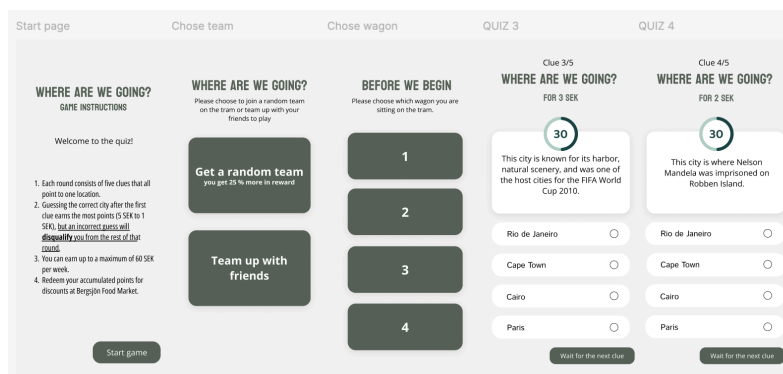 Start page
Chose team
Chose wagon
QUIZ 3
QUIZ 4
WHERE ARE WE GOING?
GAME INSTRUCTIONS
Welcome to the quiz!
1. Each round consists of five clues that all
point to one location.
2. Guessing the correct city after the first
clue earns the most points (5 SEK to 1
SEK), but an incorrect guess will
disqualify you from the rest of that
round.
3. You can earn up to a maximum of 60 SEK
per week.
4. Redeem your accumulated points for
discounts at Bergsjön Food Market.
Start game
WHERE ARE WE GOING?
Please choose to join a random team
on the tram or team up with your
friends to play
Get a random team
you get 25 % more in reward
Team up with
friends
BEFORE WE BEGIN
Please choose which wagon you are
sitting on the tram.
1
2
3
4
Clue 3/5
WHERE ARE WE GOING?
FOR 3 SEK
30
This city is known for its harbor,
natural scenery, and was one of
the host cities for the FIFA World
Cup 2010.
Rio de Janeiro
Cape Town
Cairo
Paris
Wait for the next clue
Clue 4/5
WHERE ARE WE GOING?
FOR 2 SEK
30
This city is where Nelson
Mandela was imprisoned on
Robben Island.
Rio de Janeiro
Cape Town
Cairo
Paris
Wait for the next clue